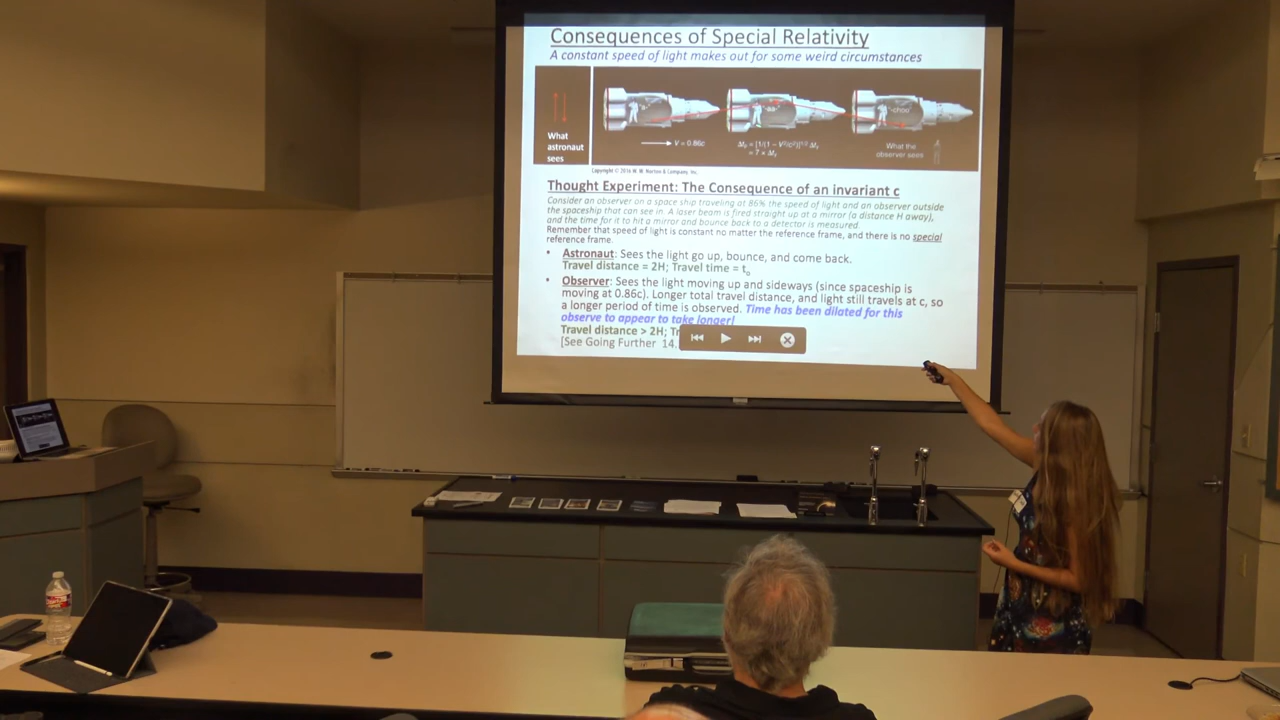 Consequences of Special Relativity
A constant speed of light makes out for some weird circumstances
What
astronaut
sees
V = 0.86c
What the
observer sees
Copyright © 2016 W. W. Norton & Company, Inc.
Thought Experiment: The Consequence of an invariant c
Consider an observer on a space ship traveling at 86% the speed of light and an observer outside
the spaceship that can see in. A laser beam is fired straight up at a mirror (a distance H away),
and the time for it to hit a mirror and bounce back to a detector is measured.
Remember that speed of light is constant no matter the reference frame, and there is no special
reference frame.
• Astronaut: Sees the light go up, bounce, and come back.
Travel distance = 2H; Travel time = t₀
• Observer: Sees the light moving up and sideways (since spaceship is
moving at 0.86c). Longer total travel distance, and light still travels at c, so
a longer period of time is observed. Time has been dilated for this
observe to appear to take longer!
Travel distance > 2H;
[See Going Further 14.